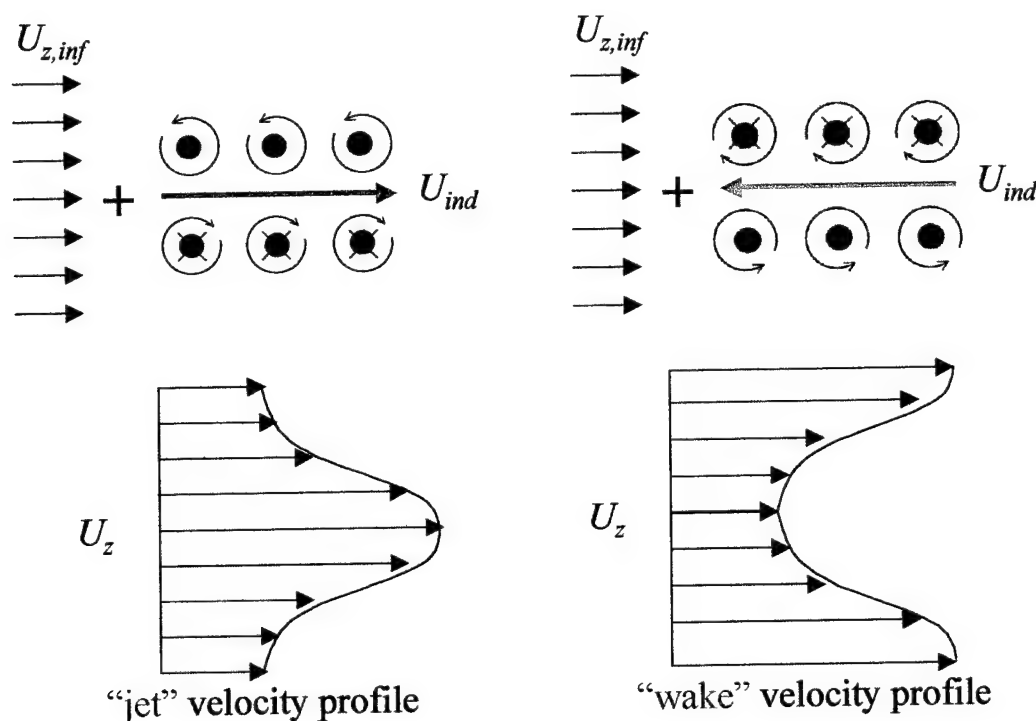 U_{z,inf}
U_{z,inf}
+
U_{ind}
+
U_{ind}
U_z
U_z
“jet” velocity profile
“wake” velocity profile